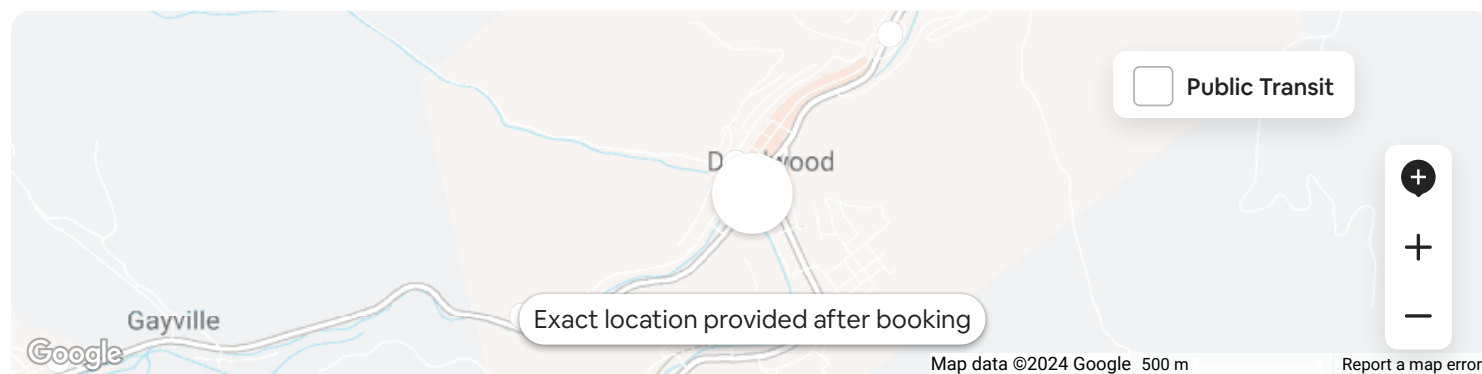 Public Transit
Gayville
Exact location provided after booking
Google
Map data ©2024 Google 500 m Report a map error